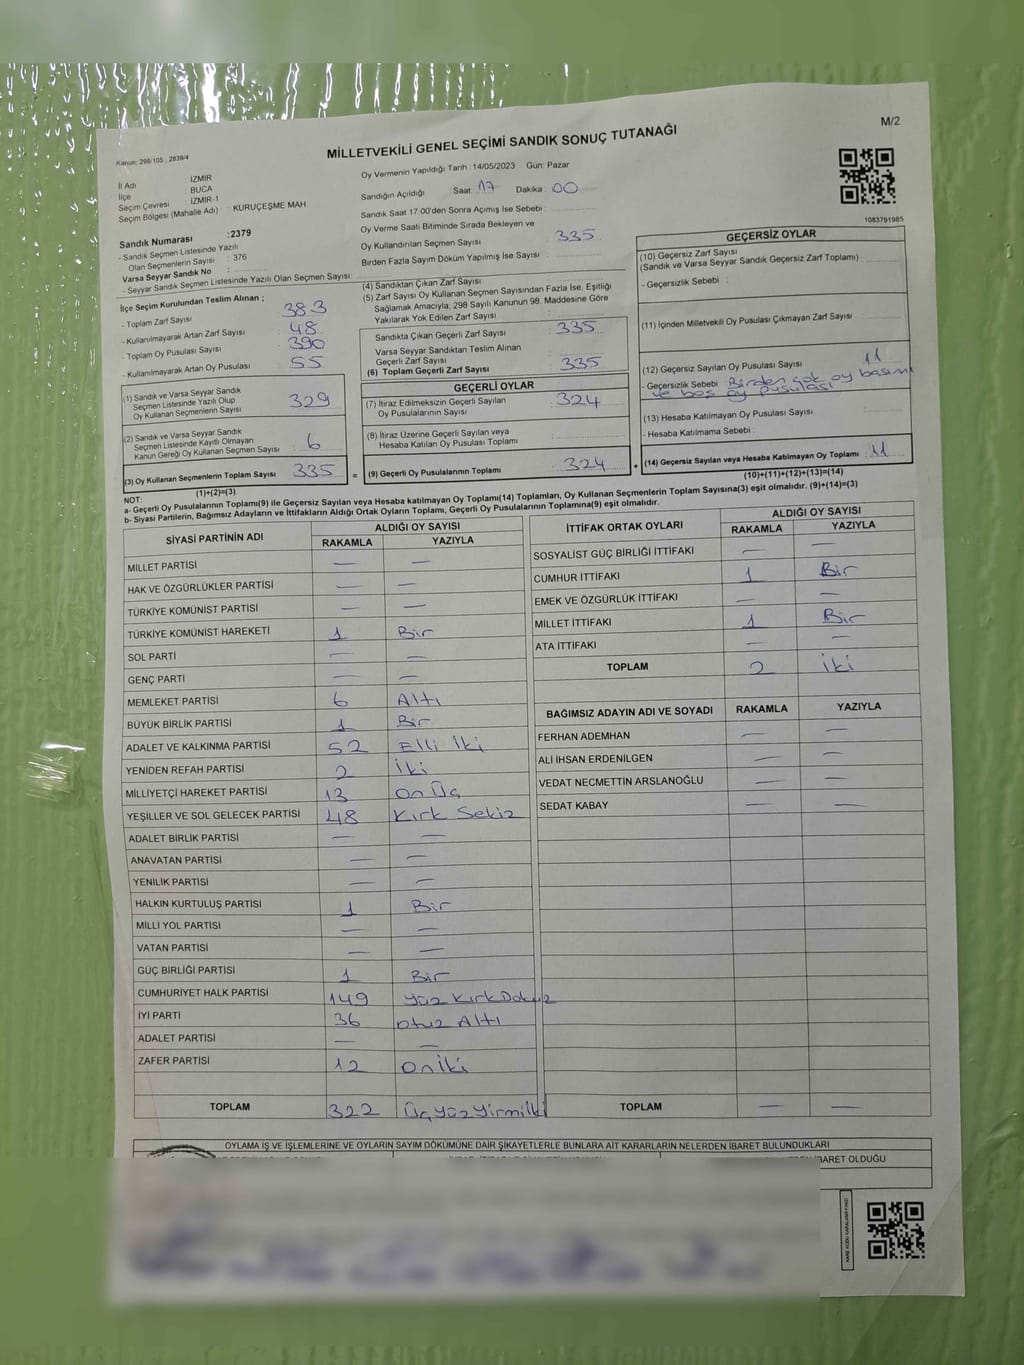 M/2
Kanun; 298/105 , 2839/4
MİLLETVEKİLİ GENEL SEÇİMİ SANDIK SONUÇ TUTANAĞI
İl Adı İZMİR
İlçe BUCA
Seçim Çevresi İZMİR-1
Seçim Bölgesi (Mahalle Adı) KURUÇEŞME MAH.
Oy Vermenin Yapıldığı Tarih : 14/05/2023 Gün: Pazar
Sandığın Açıldığı Saat: 17 Dakika : 00
Sandık Saat 17.00'den Sonra Açımış İse Sebebi :
Oy Verme Saati Bitiminde Sırada Bekleyen ve
Oy Kullandırılan Seçmen Sayısı : 335
Birden Fazla Sayım Döküm Yapılmış İse Sayısı :
1083791985
Sandık Numarası :2379
- Sandık Seçmen Listesinde Yazılı
Olan Seçmenlerin Sayısı : 376
Varsa Seyyar Sandık No :
- Seyyar Sandık Seçmen Listesinde Yazılı Olan Seçmen Sayısı :
İlçe Seçim Kurulundan Teslim Alınan ;
- Toplam Zarf Sayısı : 383
- Kullanılmayarak Artan Zarf Sayısı : 48
- Toplam Oy Pusulası Sayısı : 390
- Kullanılmayarak Artan Oy Pusulası : 55
(1) Sandık ve Varsa Seyyar Sandık
Seçmen Listesinde Yazılı Olup
Oy Kullanan Seçmenlerin Sayısı : 329
(2) Sandık ve Varsa Seyyar Sandık
Seçmen Listesinde Kayıtlı Olmayan
Kanun Gereği Oy Kullanan Seçmen Sayısı : 6
(3) Oy Kullanan Seçmenlerin Toplam Sayısı : 335
(1)+(2)=(3)
(4) Sandıktan Çıkan Zarf Sayısı :
(5) Zarf Sayısı Oy Kullanan Seçmen Sayısından Fazla İse, Eşitliği
Sağlamak Amacıyla, 298 Sayılı Kanunun 98. Maddesine Göre
Yakılarak Yok Edilen Zarf Sayısı :
Sandıkta Çıkan Geçerli Zarf Sayısı : 335
Varsa Seyyar Sandıktan Teslim Alınan
Geçerli Zarf Sayısı :
(6) Toplam Geçerli Zarf Sayısı : 335
GEÇERLİ OYLAR
(7) İtiraz Edilmeksizin Geçerli Sayılan
Oy Pusulalarının Sayısı : 324
(8) İtiraz Üzerine Geçerli Sayılan veya
Hesaba Katılan Oy Pusulası Toplamı :
= (9) Geçerli Oy Pusulalarının Toplamı : 324 +
GEÇERSİZ OYLAR
(10) Geçersiz Zarf Sayısı
(Sandık ve Varsa Seyyar Sandık Geçersiz Zarf Toplamı) :
- Geçersizlik Sebebi :
(11) İçinden Milletvekili Oy Pusulası Çıkmayan Zarf Sayısı :
(12) Geçersiz Sayılan Oy Pusulası Sayısı : 11
- Geçersizlik Sebebi : Birden çok oy basımı
ve boş oy pusulası
(13) Hesaba Katılmayan Oy Pusulası Sayısı :
- Hesaba Katılmama Sebebi :
(14) Geçersiz Sayılan veya Hesaba Katılmayan Oy Toplamı : 11
(10)+(11)+(12)+(13)=(14)
NOT:
a- Geçerli Oy Pusulalarının Toplamı(9) ile Geçersiz Sayılan veya Hesaba katılmayan Oy Toplamı(14) Toplamları, Oy Kullanan Seçmenlerin Toplam Sayısına(3) eşit olmalıdır. (9)+(14)=(3)
b- Siyasi Partilerin, Bağımsız Adayların ve İttifakların Aldığı Ortak Oyların Toplamı, Geçerli Oy Pusulalarının Toplamına(9) eşit olmalıdır.
SİYASİ PARTİNİN ADI ALDIĞI OY SAYISI
RAKAMLA YAZIYLA
MİLLET PARTİSİ — —
HAK VE ÖZGÜRLÜKLER PARTİSİ — —
TÜRKİYE KOMÜNİST PARTİSİ — —
TÜRKİYE KOMÜNİST HAREKETİ 1 Bir
SOL PARTİ — —
GENÇ PARTİ — —
MEMLEKET PARTİSİ 6 Altı
BÜYÜK BİRLİK PARTİSİ 1 Bir
ADALET VE KALKINMA PARTİSİ 52 Elli İki
YENİDEN REFAH PARTİSİ 2 İki
MİLLİYETÇİ HAREKET PARTİSİ 13 On Üç
YEŞİLLER VE SOL GELECEK PARTİSİ 48 Kırk Sekiz
ADALET BİRLİK PARTİSİ — —
ANAVATAN PARTİSİ — —
YENİLİK PARTİSİ — —
HALKIN KURTULUŞ PARTİSİ 1 Bir
MİLLİ YOL PARTİSİ — —
VATAN PARTİSİ — —
GÜÇ BİRLİĞİ PARTİSİ 1 Bir
CUMHURİYET HALK PARTİSİ 149 Yüz Kırk Dokuz
İYİ PARTİ 36 Otuz Altı
ADALET PARTİSİ — —
ZAFER PARTİSİ 12 On İki
TOPLAM 322 Üç Yüz Yirmi İki
İTTİFAK ORTAK OYLARI ALDIĞI OY SAYISI
RAKAMLA YAZIYLA
SOSYALİST GÜÇ BİRLİĞİ İTTİFAKI — —
CUMHUR İTTİFAKI 1 Bir
EMEK VE ÖZGÜRLÜK İTTİFAKI — —
MİLLET İTTİFAKI 1 Bir
ATA İTTİFAKI — —
TOPLAM 2 İki
BAĞIMSIZ ADAYIN ADI VE SOYADI RAKAMLA YAZIYLA
FERHAN ADEMHAN — —
ALİ İHSAN ERDENİLGEN — —
VEDAT NECMETTİN ARSLANOĞLU — —
SEDAT KABAY — —
TOPLAM — —
OYLAMA İŞ VE İŞLEMLERİNE VE OYLARIN SAYIM DÖKÜMÜNE DAİR ŞİKAYETLERLE BUNLARA AİT KARARLARIN NELERDEN İBARET BULUNDUKLARI
İBARET OLDUĞU